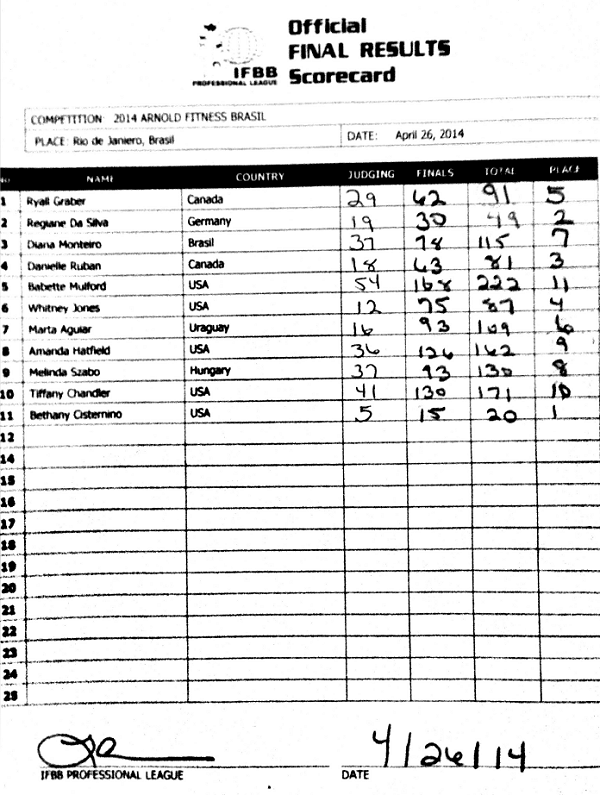 IFBB
PROFESSIONAL LEAGUE
Official
FINAL RESULTS
Scorecard
COMPETITION: 2014 ARNOLD FITNESS BRASIL
PLACE: Rio de Janiero, Brasil DATE: April 26, 2014
No NAME COUNTRY JUDGING FINALS TOTAL PLACE
1 Ryall Graber Canada 29 62 91 5
2 Regiane Da Silva Germany 19 30 49 2
3 Diana Monteiro Brasil 37 78 115 7
4 Danielle Ruban Canada 18 63 81 3
5 Babette Mulford USA 54 168 222 11
6 Whitney Jones USA 12 75 87 4
7 Marta Aguiar Uraguay 16 93 109 6
8 Amanda Hatfield USA 36 126 162 9
9 Melinda Szabo Hungary 37 93 130 8
10 Tiffany Chandler USA 41 130 171 10
11 Bethany Cisternino USA 5 15 20 1
12
14
15
16
17
18
19
20
21
22
23
24
25
4/26/14
IFBB PROFESSIONAL LEAGUE DATE